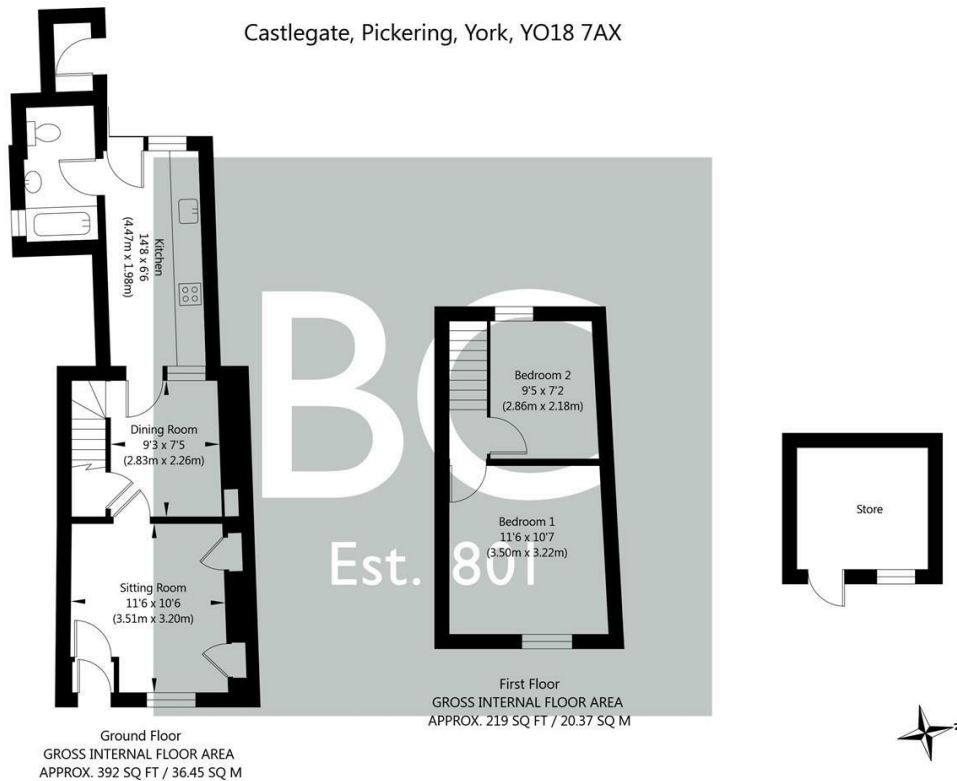 Castlegate, Pickering, York, YO18 7AX
Kitchen
14'8 x 6'6
(4.47m x 1.98m)
Dining Room
9'3 x 7'5
(2.83m x 2.26m)
Sitting Room
11'6 x 10'6
(3.51m x 3.20m)
Ground Floor
GROSS INTERNAL FLOOR AREA
APPROX. 392 SQ FT / 36.45 SQ M
BC
Est. 1801
Bedroom 2
9'5 x 7'2
(2.86m x 2.18m)
Bedroom 1
11'6 x 10'7
(3.50m x 3.22m)
First Floor
GROSS INTERNAL FLOOR AREA
APPROX. 219 SQ FT / 20.37 SQ M
Store